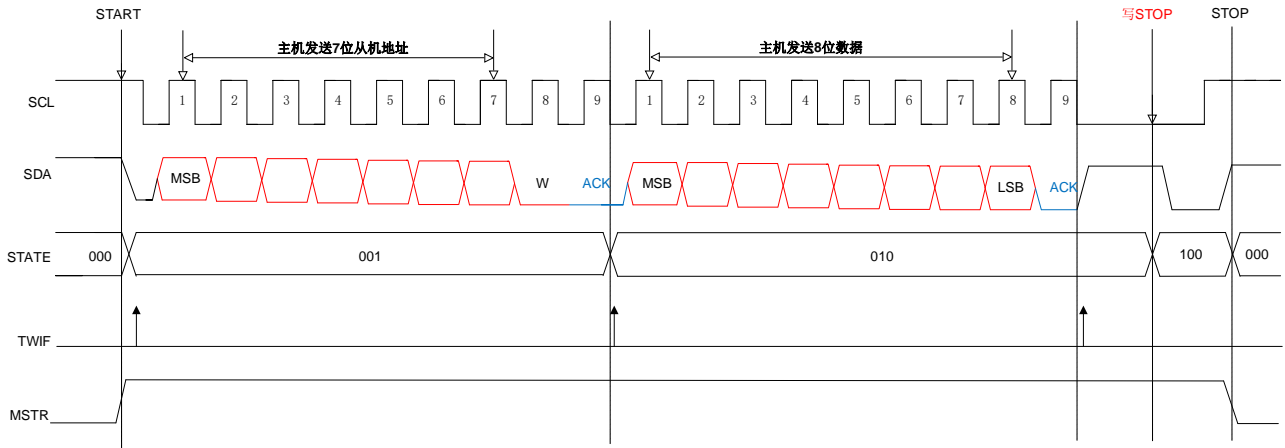 START 写STOP STOP
主机发送7位从机地址 主机发送8位数据
SCL 1 2 3 4 5 6 7 8 9 1 2 3 4 5 6 7 8 9
SDA MSB W ACK MSB LSB ACK
STATE 000 001 010 100 000
TWIF
MSTR